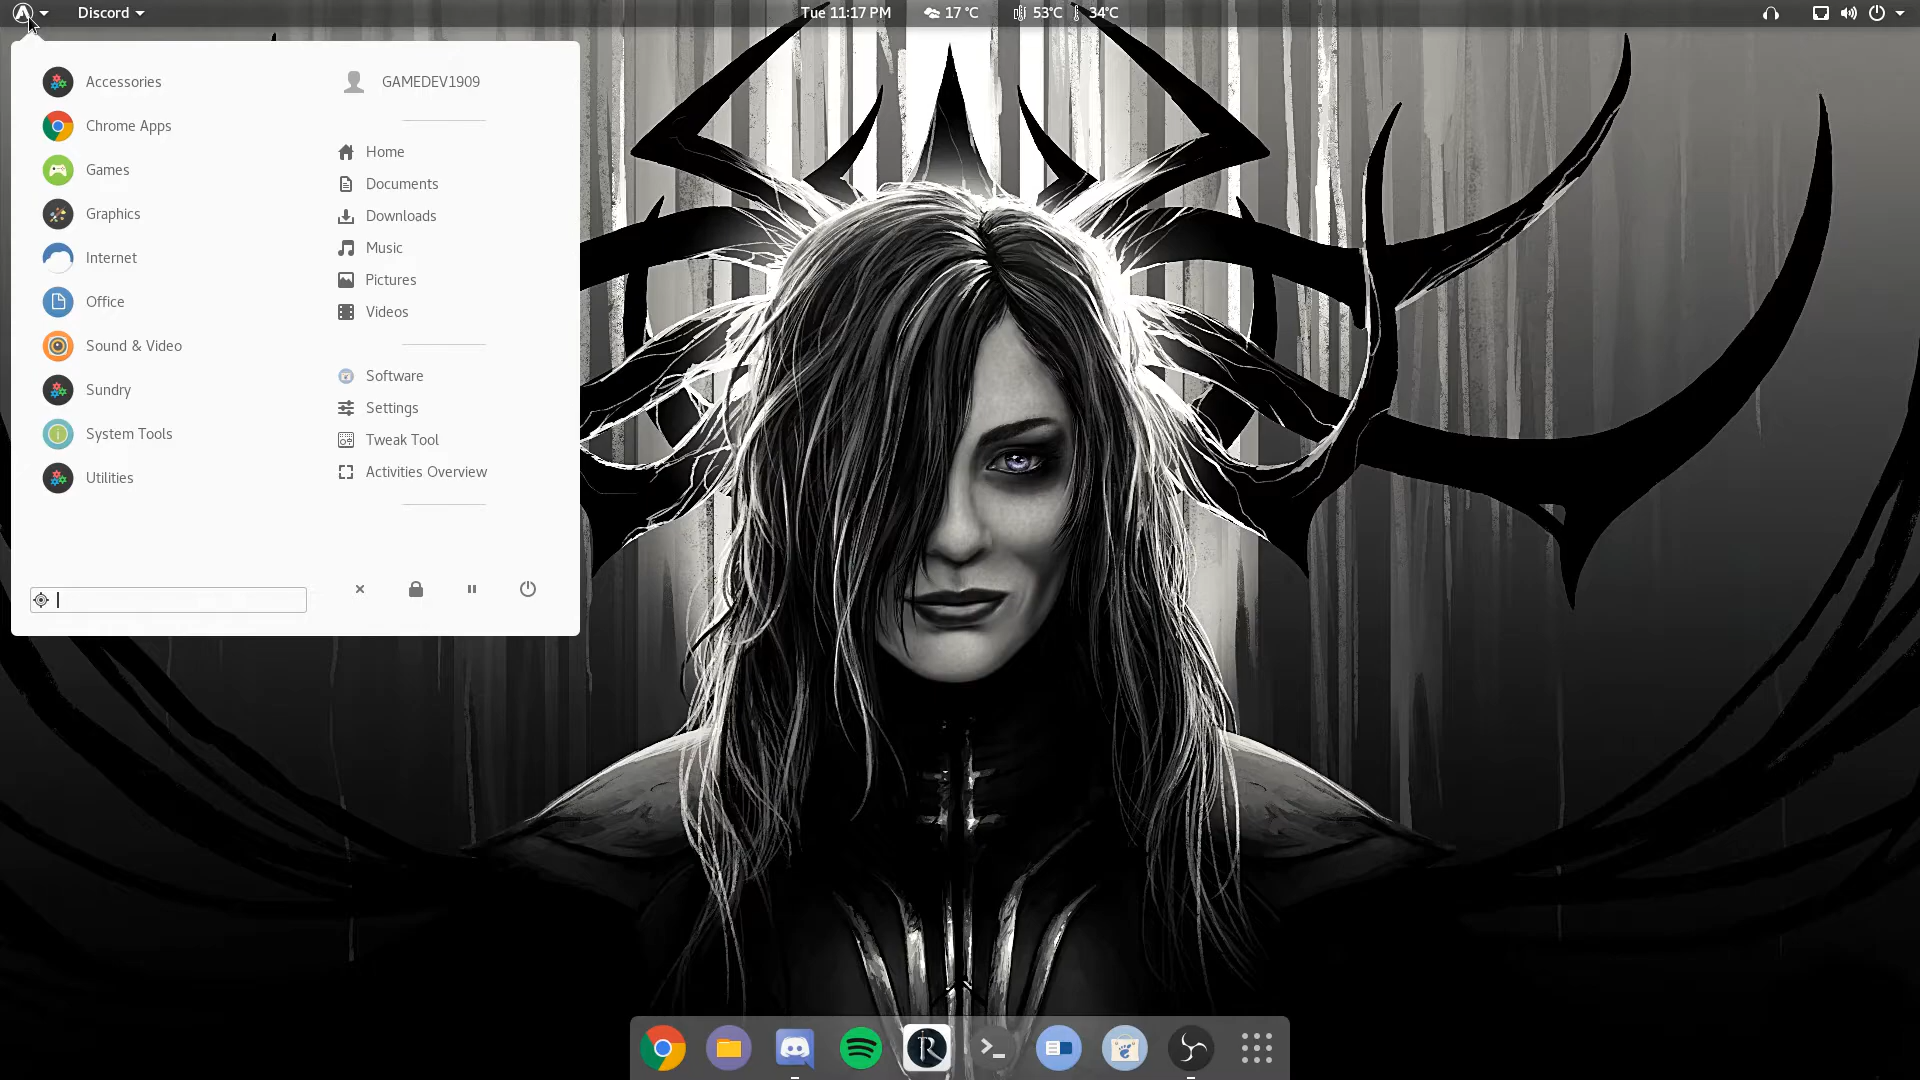 Discord
Tue 11:17 PM
17 °C
53°C
34°C
Accessories
Chrome Apps
Games
Graphics
Internet
Office
Sound & Video
Sundry
System Tools
Utilities
GAMEDEV1909
Home
Documents
Downloads
Music
Pictures
Videos
Software
Settings
Tweak Tool
Activities Overview